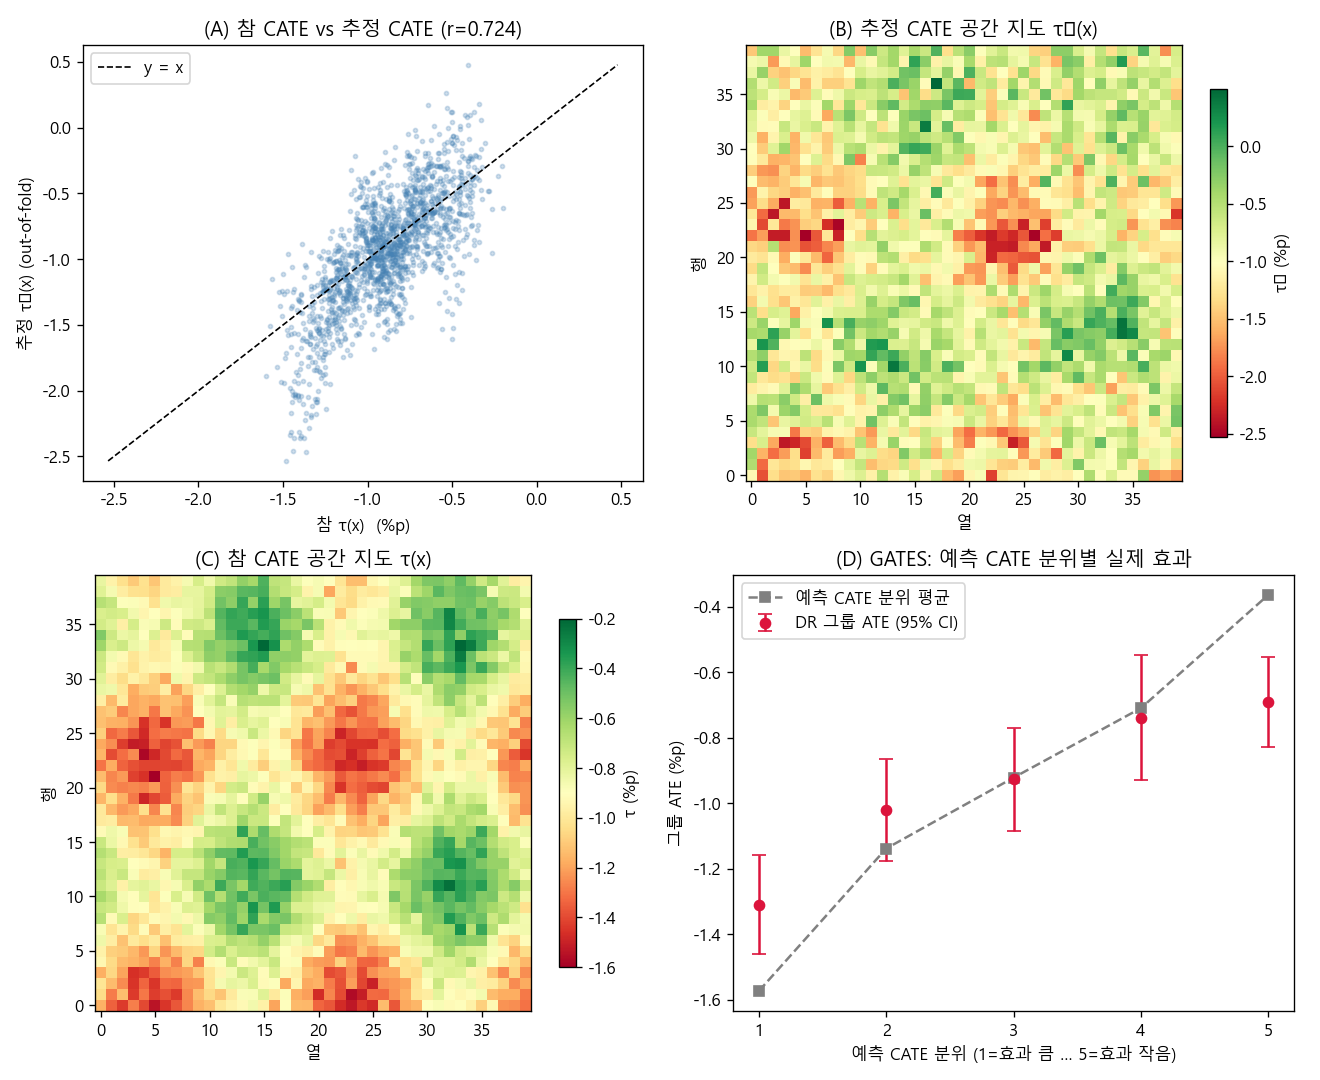 (A) 참 CATE vs 추정 CATE (r=0.724)
y = x
0.5
0.0
-0.5
-1.0
-1.5
-2.0
-2.5
추정 τ▯(x) (out-of-fold)
-2.5 -2.0 -1.5 -1.0 -0.5 0.0 0.5
참 τ(x) (%p)
(B) 추정 CATE 공간 지도 τ▯(x)
35
30
25
20
15
10
5
0
행
0 5 10 15 20 25 30 35
열
0.0
-0.5
-1.0
-1.5
-2.0
-2.5
τ▯ (%p)
(C) 참 CATE 공간 지도 τ(x)
35
30
25
20
15
10
5
0
행
0 5 10 15 20 25 30 35
열
-0.2
-0.4
-0.6
-0.8
-1.0
-1.2
-1.4
-1.6
τ (%p)
(D) GATES: 예측 CATE 분위별 실제 효과
예측 CATE 분위 평균
DR 그룹 ATE (95% CI)
-0.4
-0.6
-0.8
-1.0
-1.2
-1.4
-1.6
그룹 ATE (%p)
1 2 3 4 5
예측 CATE 분위 (1=효과 큼 ... 5=효과 작음)